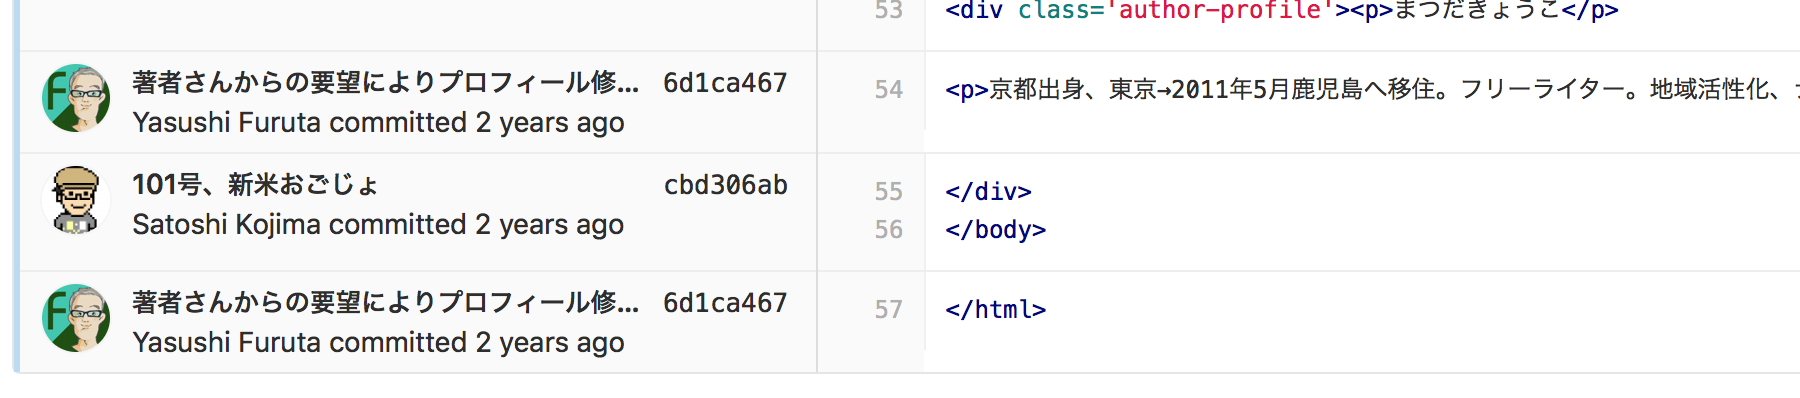 53 <div class='author-profile'><p>まつだきょうこ</p>
著者さんからの要望によりプロフィール修... 6d1ca467
Yasushi Furuta committed 2 years ago
54 <p>京都出身、東京→2011年5月鹿児島へ移住。フリーライター。地域活性化、
101号、新米おごじょ cbd306ab
Satoshi Kojima committed 2 years ago
55 </div>
56 </body>
著者さんからの要望によりプロフィール修... 6d1ca467
Yasushi Furuta committed 2 years ago
57 </html>